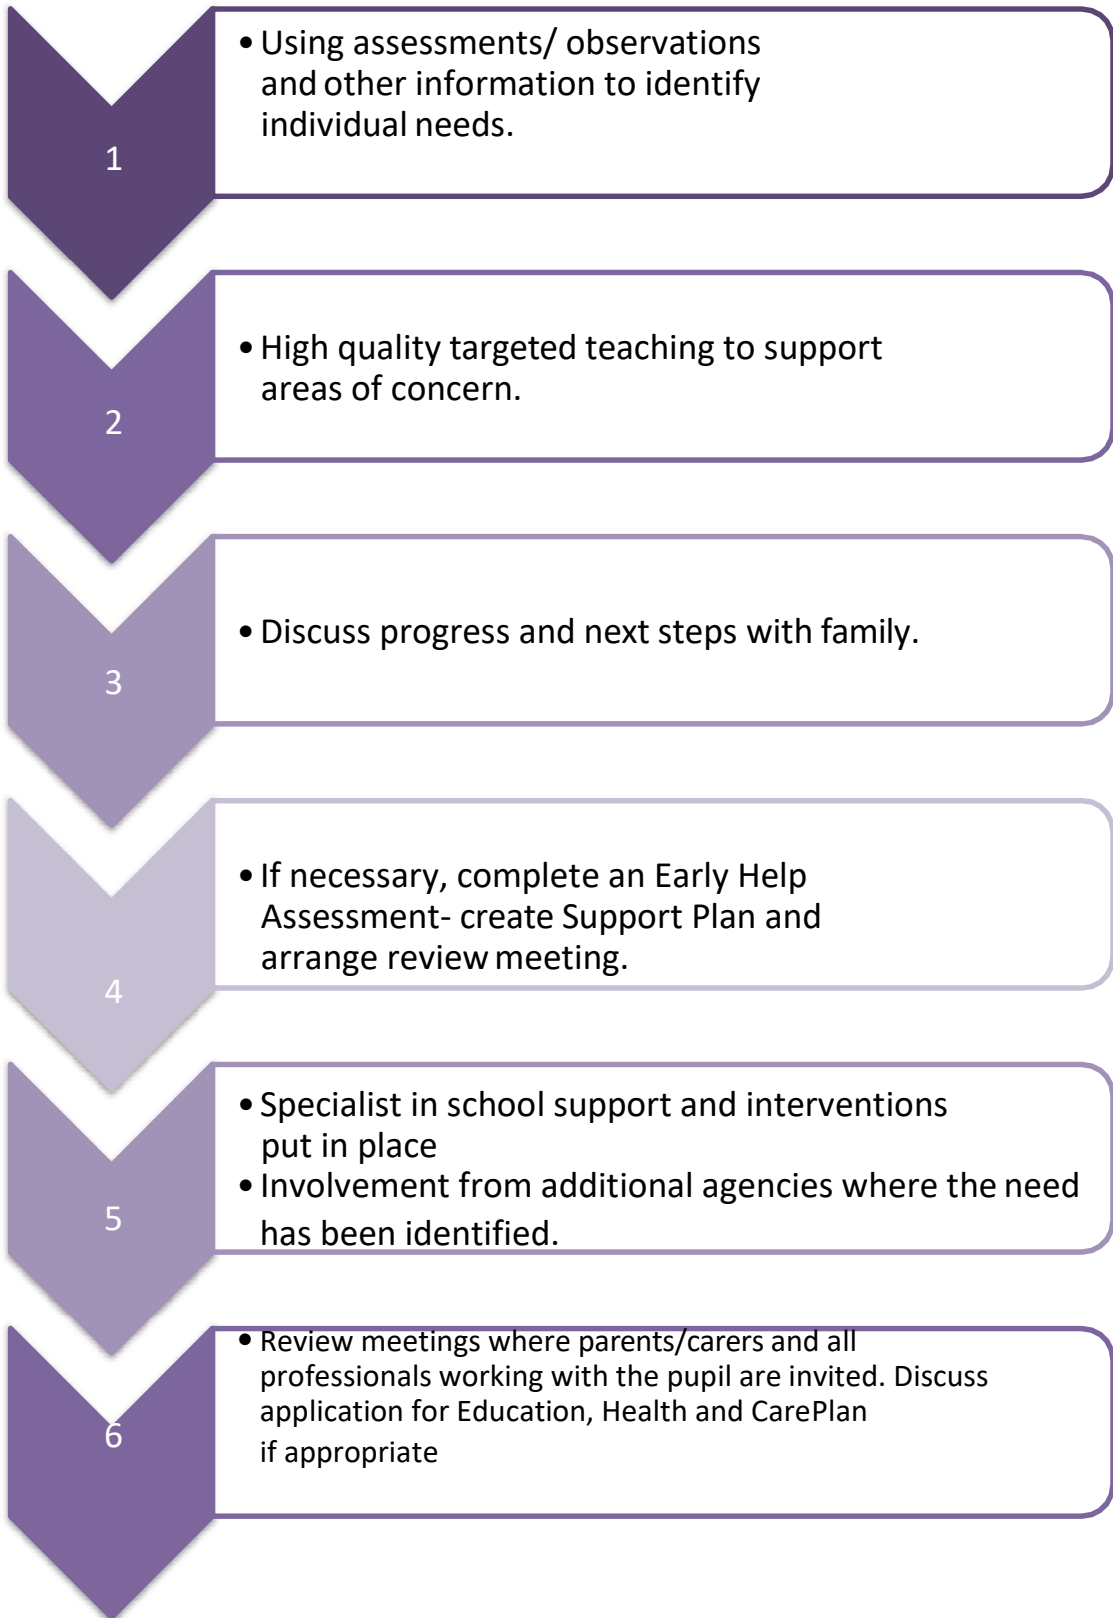 • Using assessments/ observations
and other information to identify
individual needs.
1
• High quality targeted teaching to support
areas of concern.
2
• Discuss progress and next steps with family.
3
• If necessary, complete an Early Help
Assessment- create Support Plan and
arrange review meeting.
4
• Specialist in school support and interventions
put in place
• Involvement from additional agencies where the need
has been identified.
5
• Review meetings where parents/carers and all
professionals working with the pupil are invited. Discuss
application for Education, Health and CarePlan
if appropriate
6